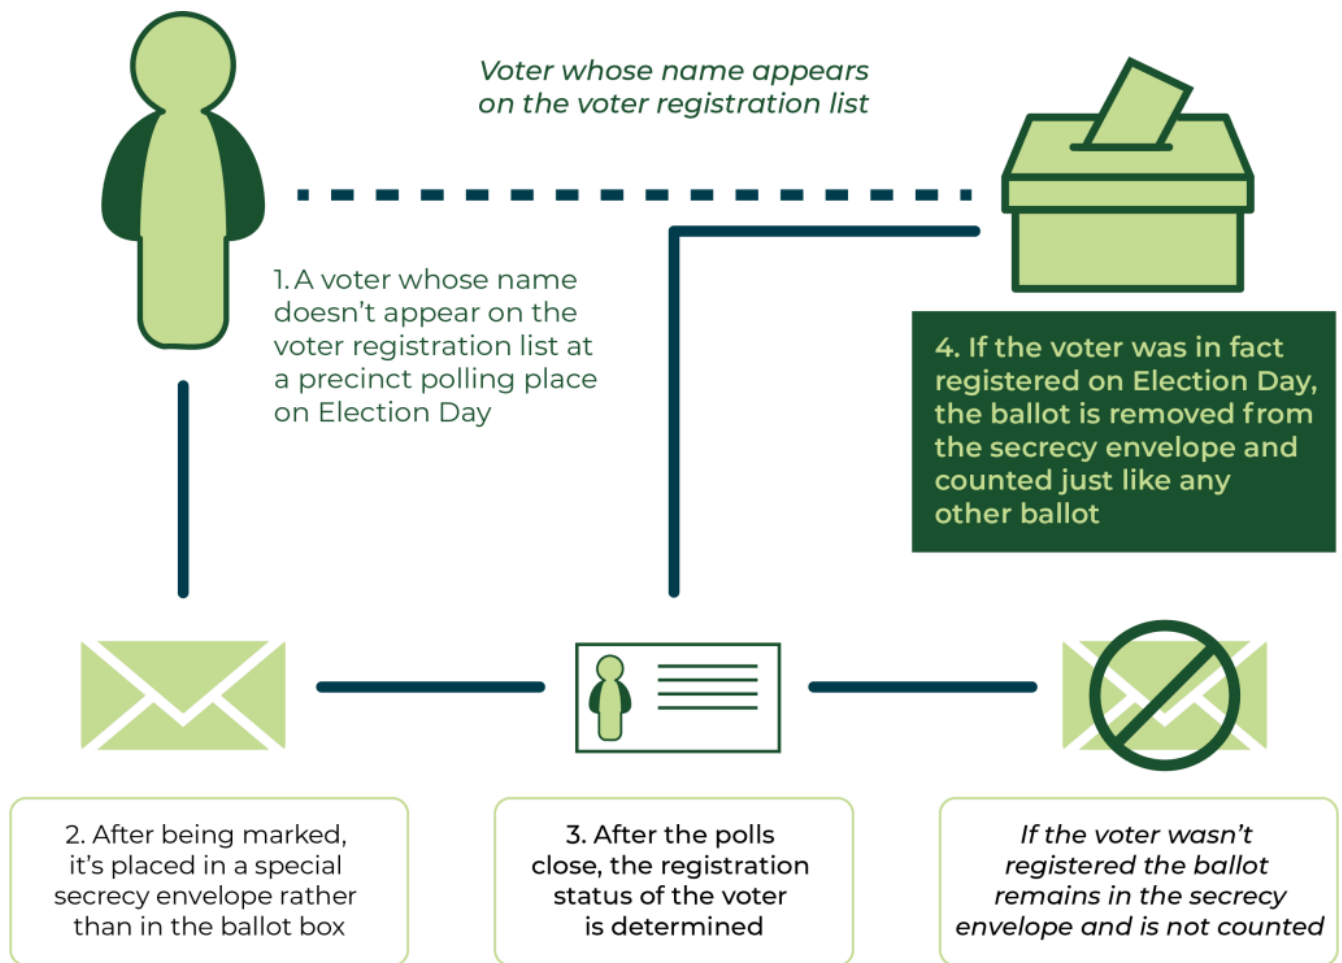 Voter whose name appears
on the voter registration list
1. A voter whose name
doesn't appear on the
voter registration list at
a precinct polling place
on Election Day
4. If the voter was in fact
registered on Election Day,
the ballot is removed from
the secrecy envelope and
counted just like any
other ballot
2. After being marked,
it's placed in a special
secrecy envelope rather
than in the ballot box
3. After the polls
close, the registration
status of the voter
is determined
If the voter wasn't
registered the ballot
remains in the secrecy
envelope and is not counted